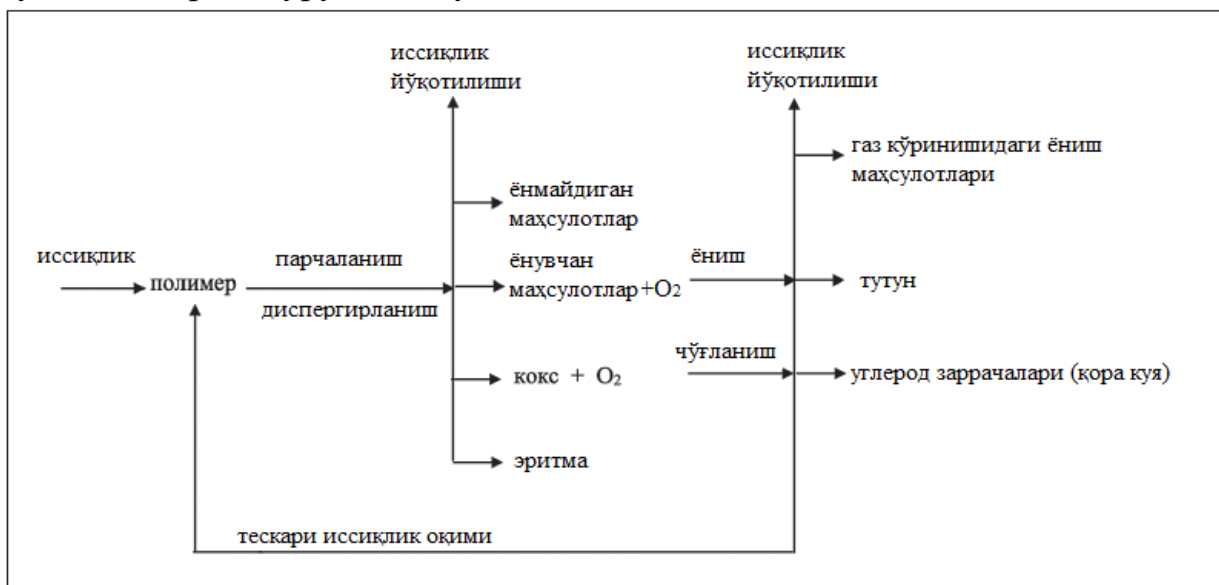 иссиқлик
йўқотилиши
иссиқлик
йўқотилиши
газ кўринишидаги ёниш
маҳсулотлари
ёнмайдиган
маҳсулотлар
иссиқлик
полимер
парчаланиш
диспергирланиш
ёнувчан
маҳсулотлар+O₂
ёниш
тутун
кокс + O₂
чўғланиш
углерод заррачалари (қора куя)
эритма
тескари иссиқлик оқими